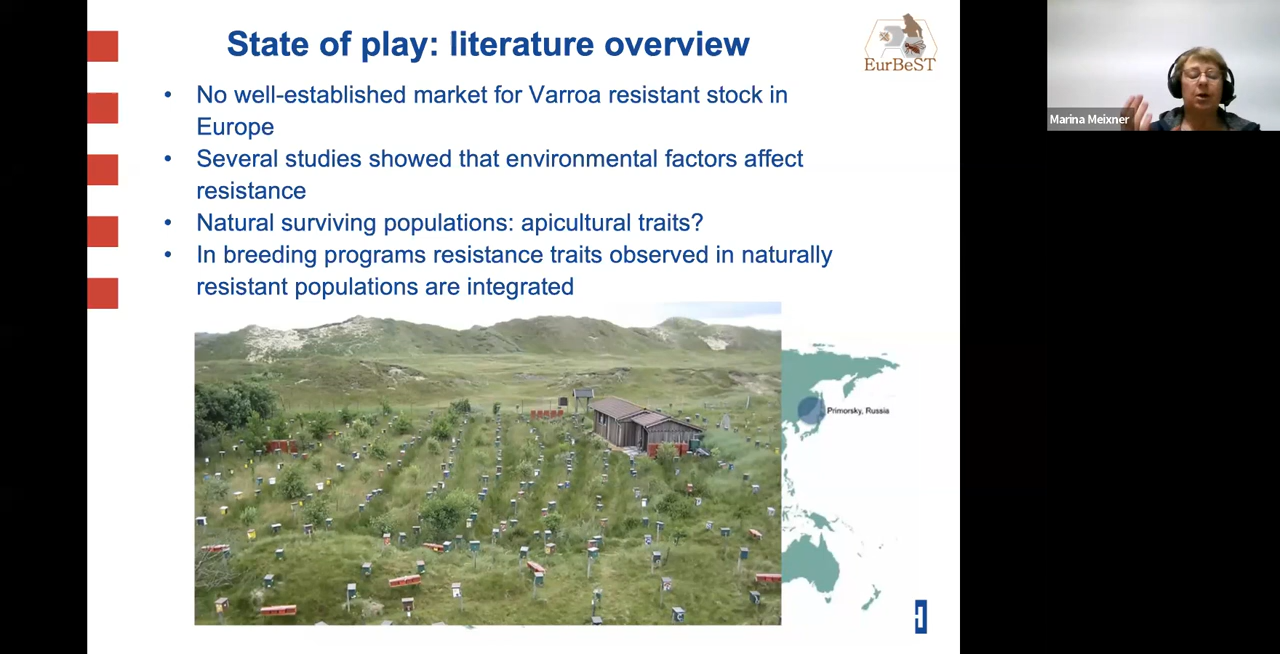 State of play: literature overview
EurBeST
• No well-established market for Varroa resistant stock in
Europe
• Several studies showed that environmental factors affect
resistance
• Natural surviving populations: apicultural traits?
• In breeding programs resistance traits observed in naturally
resistant populations are integrated
Primorsky, Russia
Marina Meixner